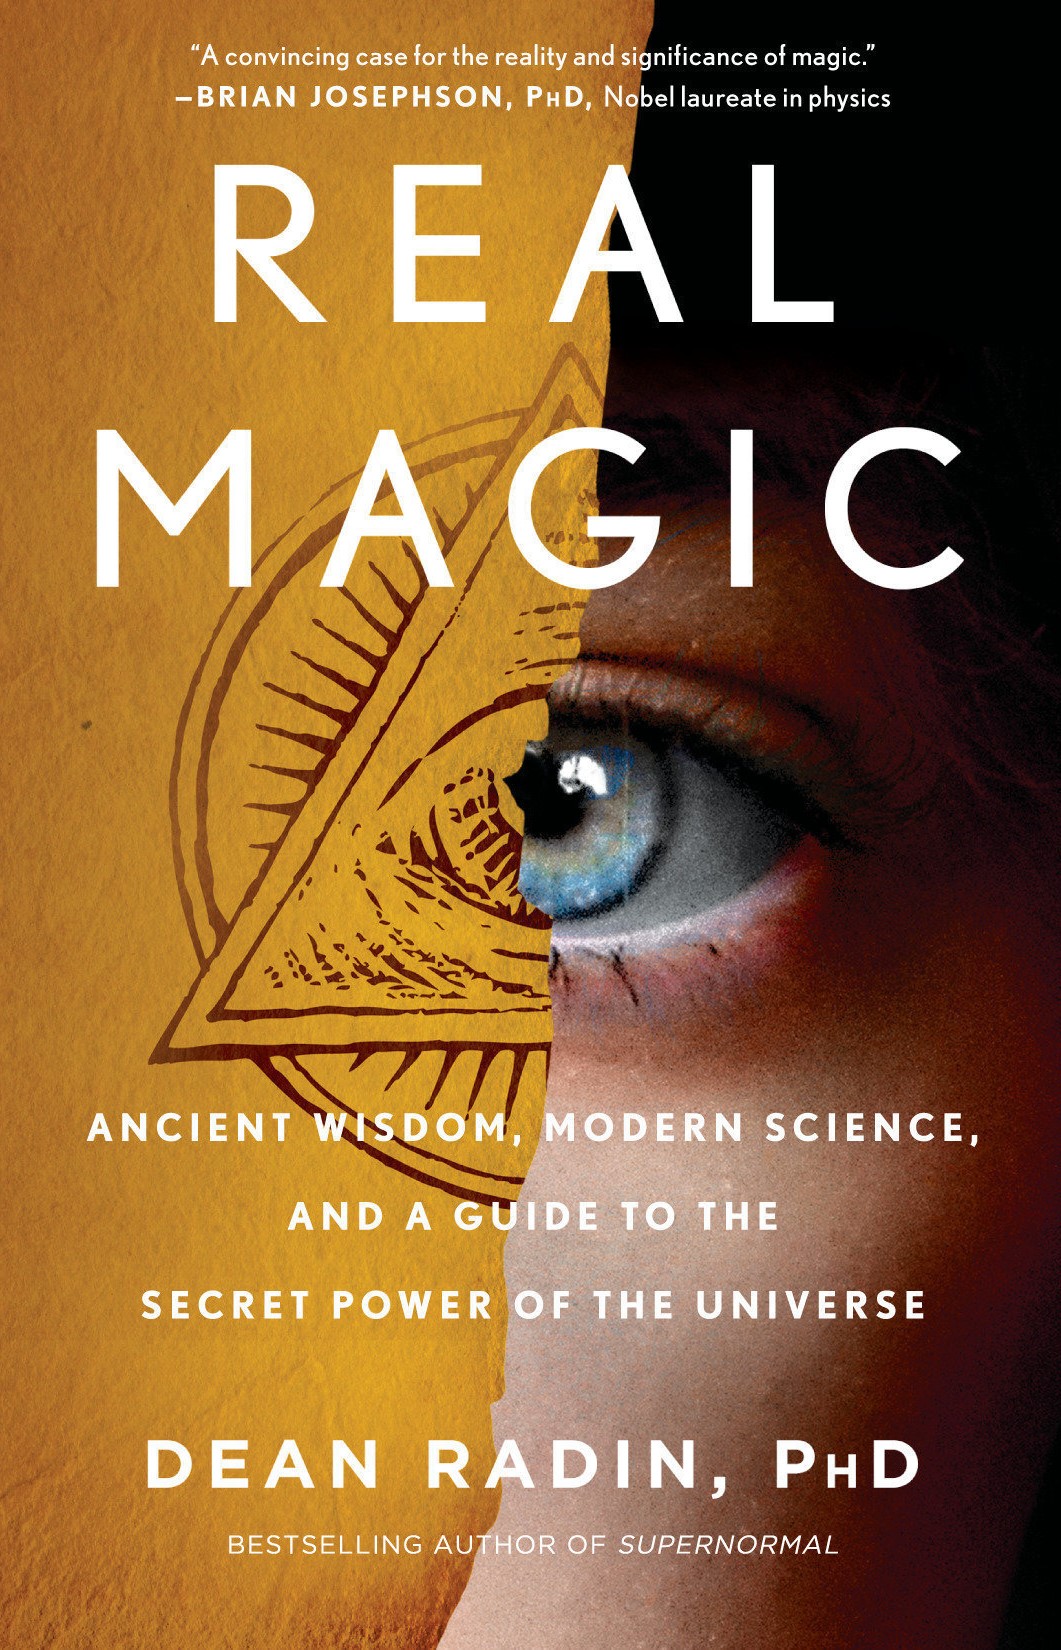 “A convincing case for the reality and significance of magic.”
—BRIAN JOSEPHSON, PHD, Nobel laureate in physics
REAL
MAGIC
ANCIENT WISDOM, MODERN SCIENCE,
AND A GUIDE TO THE
SECRET POWER OF THE UNIVERSE
DEAN RADIN, PHD
BESTSELLING AUTHOR OF SUPERNORMAL